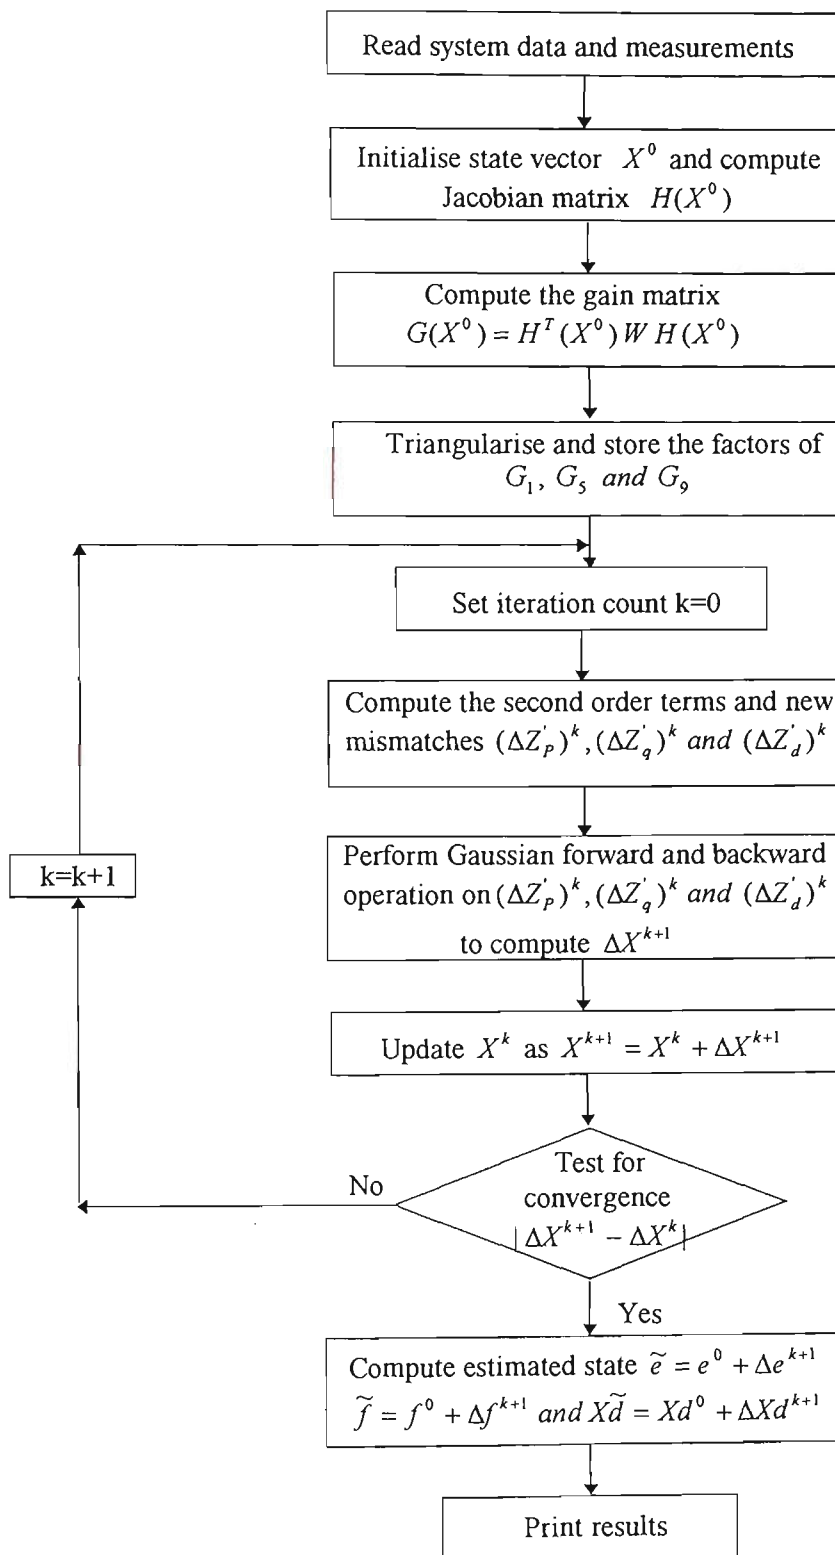 Read system data and measurements
Initialise state vector X^0 and compute
Jacobian matrix H(X^0)
Compute the gain matrix
G(X^0) = H^T(X^0) W H(X^0)
Triangularise and store the factors of
G_1, G_5 and G_9
Set iteration count k=0
Compute the second order terms and new
mismatches (ΔZ'_P)^k, (ΔZ'_q)^k and (ΔZ'_d)^k
k=k+1
Perform Gaussian forward and backward
operation on (ΔZ'_P)^k, (ΔZ'_q)^k and (ΔZ'_d)^k
to compute ΔX^{k+1}
Update X^k as X^{k+1} = X^k + ΔX^{k+1}
No
Test for
convergence
|ΔX^{k+1} − ΔX^k|
Yes
Compute estimated state ẽ = e^0 + Δe^{k+1}
f̃ = f^0 + Δf^{k+1} and Xd̃ = Xd^0 + ΔXd^{k+1}
Print results